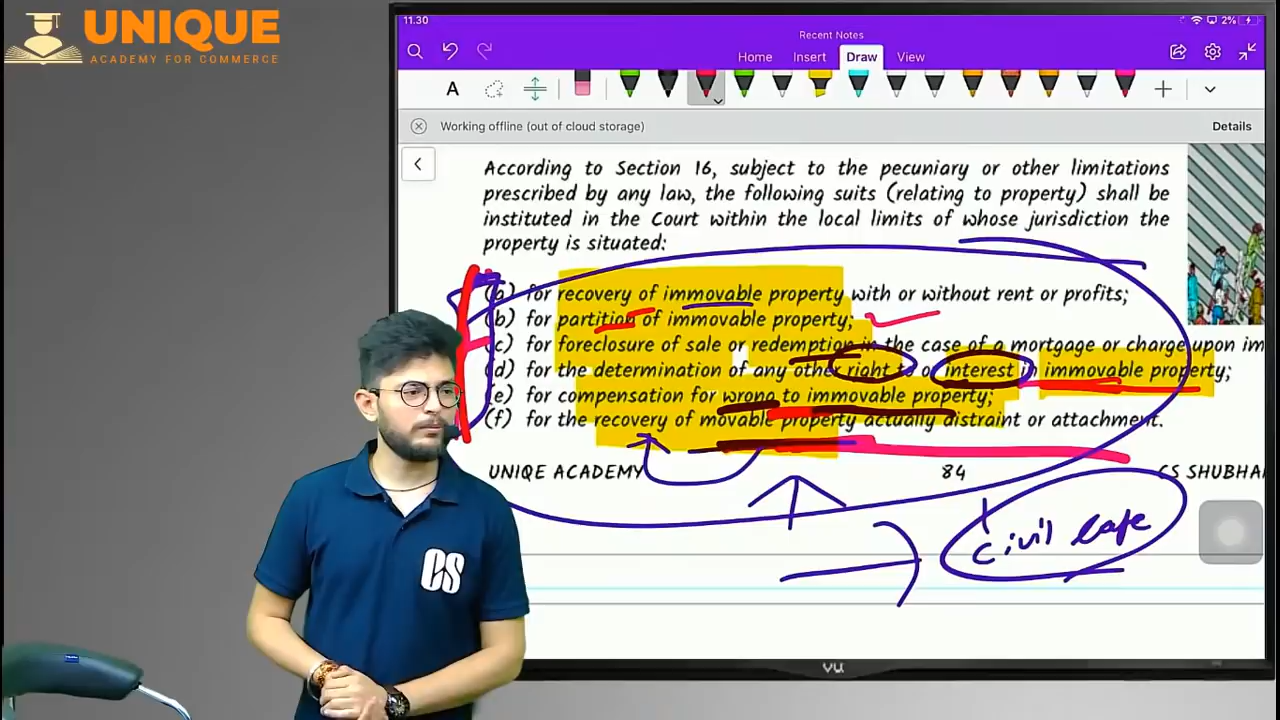 UNIQUE
ACADEMY FOR COMMERCE
11.30
2%
Recent Notes
Home Insert Draw View
A
Working offline (out of cloud storage) Details
According to Section 16, subject to the pecuniary or other limitations
prescribed by any law, the following suits (relating to property) shall be
instituted in the Court within the local limits of whose jurisdiction the
property is situated:
(a) for recovery of immovable property with or without rent or profits;
(b) for partition of immovable property;
(c) for foreclosure of sale or redemption in the case of a mortgage or charge upon im
(d) for the determination of any other right to or interest in immovable property;
(e) for compensation for wrong to immovable property;
(f) for the recovery of movable property actually distraint or attachment.
UNIQE ACADEMY 84 CS SHUBHA
civil
CS
VU